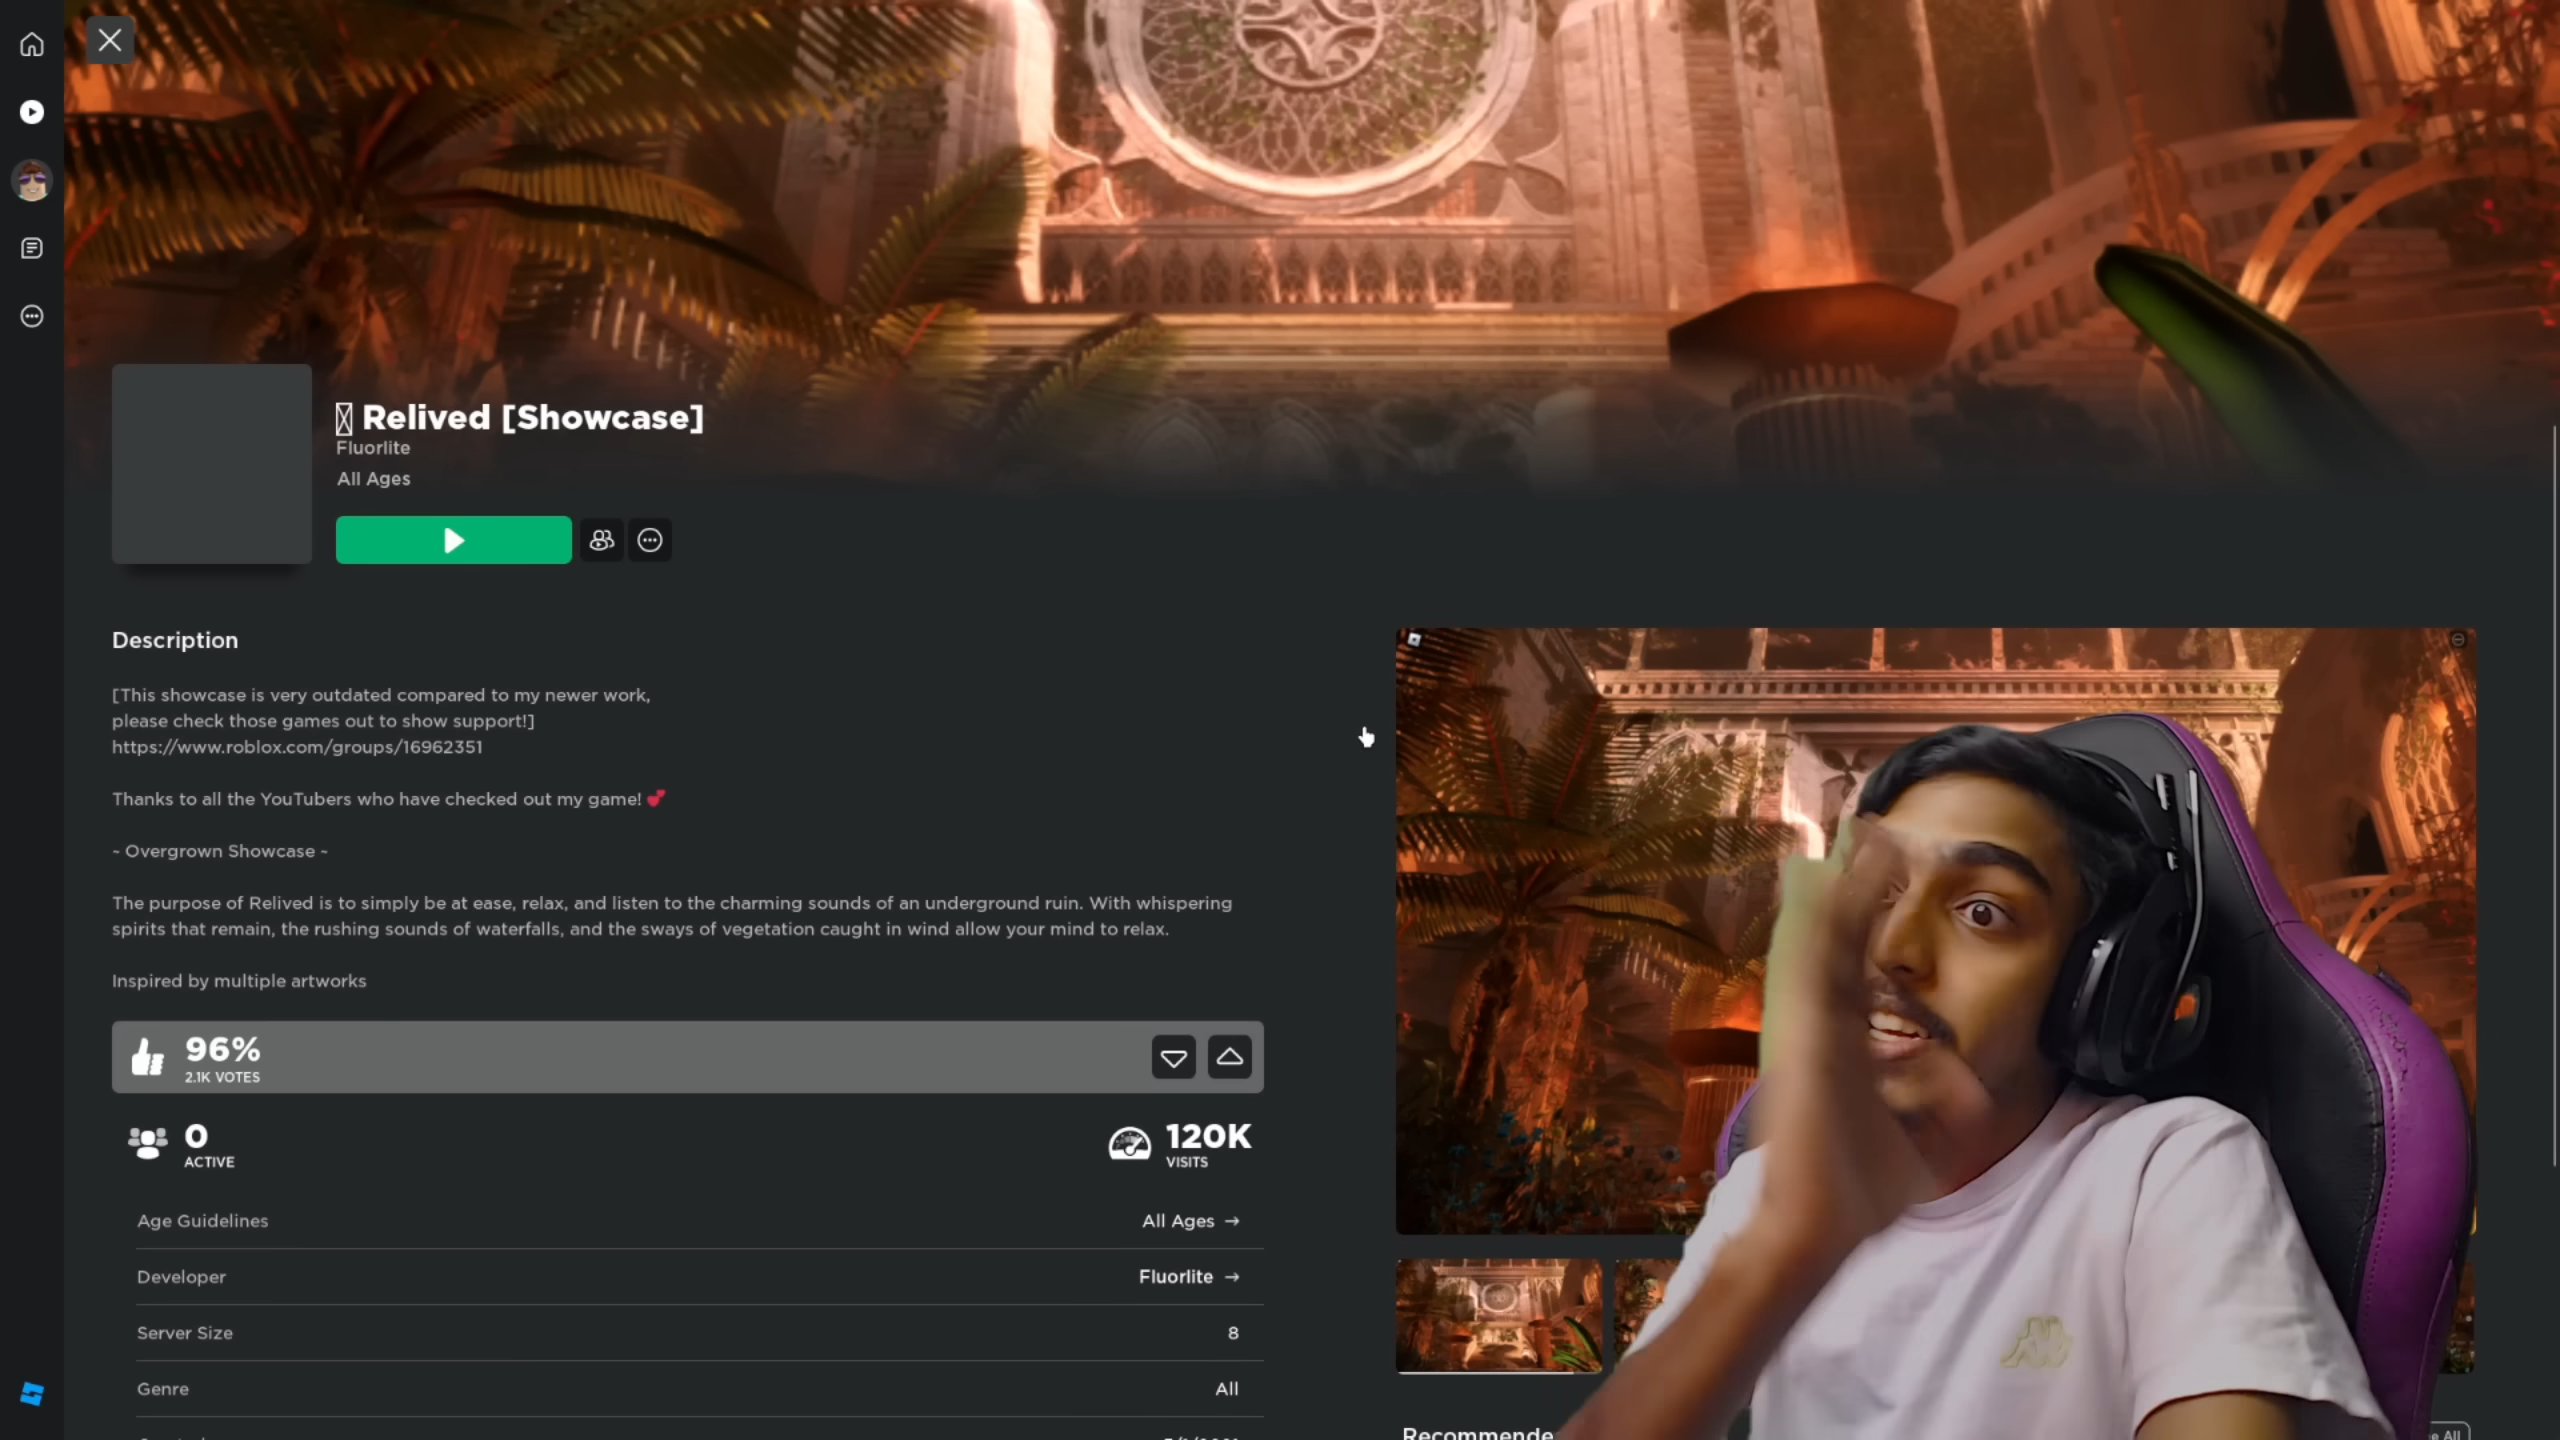 Relived [Showcase]
Fluorlite
All Ages
Description
[This showcase is very outdated compared to my newer work,
please check those games out to show support!]
https://www.roblox.com/groups/16962351
Thanks to all the YouTubers who have checked out my game! 💕
~ Overgrown Showcase ~
The purpose of Relived is to simply be at ease, relax, and listen to the charming sounds of an underground ruin. With whispering
spirits that remain, the rushing sounds of waterfalls, and the sways of vegetation caught in wind allow your mind to relax.
Inspired by multiple artworks
96%
2.1K VOTES
0
ACTIVE
120K
VISITS
Age Guidelines
All Ages →
Developer
Fluorlite →
Server Size
8
Genre
All